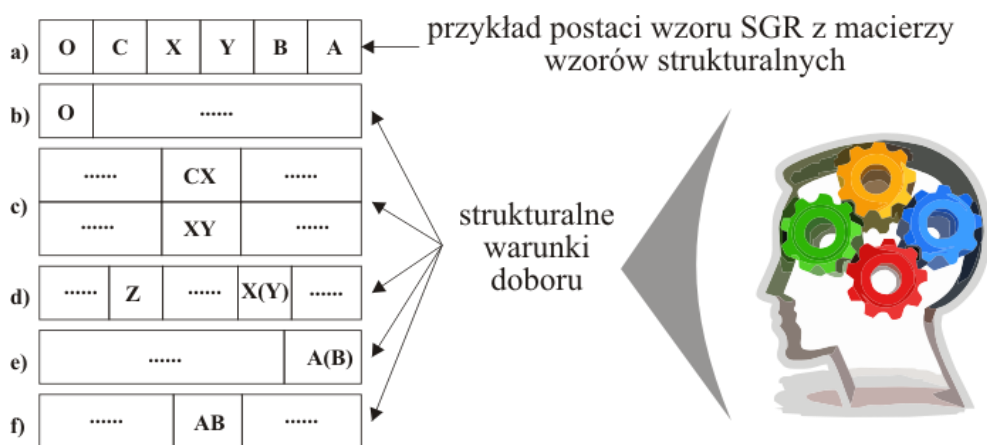 a) O C X Y B A
przykład postaci wzoru SGR z macierzy
wzorów strukturalnych
b) O ......
c) ...... CX ......
...... XY ......
strukturalne
warunki
doboru
d) ...... Z ...... X(Y) ......
e) ...... A(B)
f) ...... AB ......